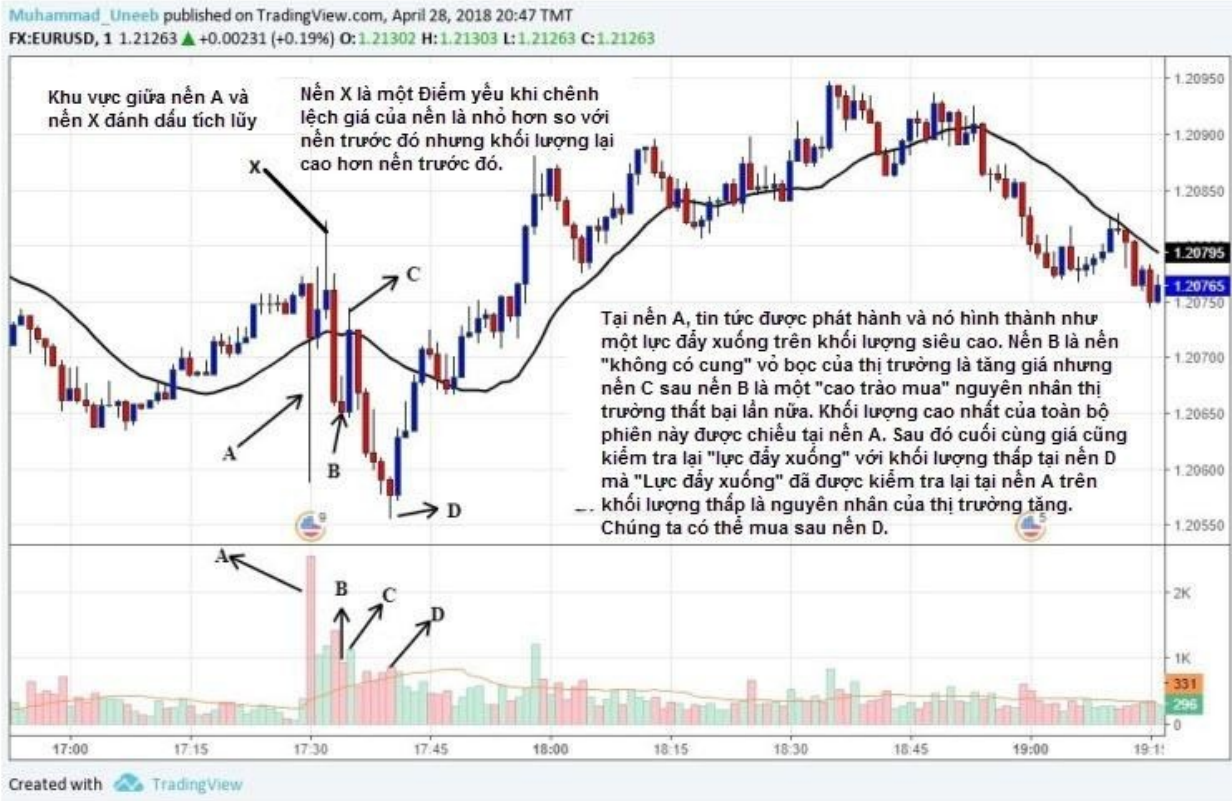 Muhammad_Uneeb published on TradingView.com, April 28, 2018 20:47 TMT
FX:EURUSD, 1 1.21263 ▲ +0.00231 (+0.19%) O:1.21302 H:1.21303 L:1.21263 C:1.21263
Khu vực giữa nến A và
nến X đánh dấu tích lũy
Nến X là một Điểm yếu khi chênh
lệch giá của nến là nhỏ hơn so với
nến trước đó nhưng khối lượng lại
cao hơn nến trước đó.
X
C
A
B
D
Tại nến A, tin tức được phát hành và nó hình thành như
một lực đẩy xuống trên khối lượng siêu cao. Nến B là nến
"không có cung" vỏ bọc của thị trường là tăng giá nhưng
nến C sau nến B là một "cao trào mua" nguyên nhân thị
trường thất bại lần nữa. Khối lượng cao nhất của toàn bộ
phiên này được chiếu tại nến A. Sau đó cuối cùng giá cũng
kiểm tra lại "lực đẩy xuống" với khối lượng thấp tại nến D
mà "Lực đẩy xuống" đã được kiểm tra lại tại nến A trên
khối lượng thấp là nguyên nhân của thị trường tăng.
Chúng ta có thể mua sau nến D.
1.20950
1.20900
1.20850
1.20795
1.20765
1.20750
1.20700
1.20650
1.20600
1.20550
9
5
A
B
C
D
2K
1K
331
296
0
17:00
17:15
17:30
17:45
18:00
18:15
18:30
18:45
19:00
19:1
Created with TradingView